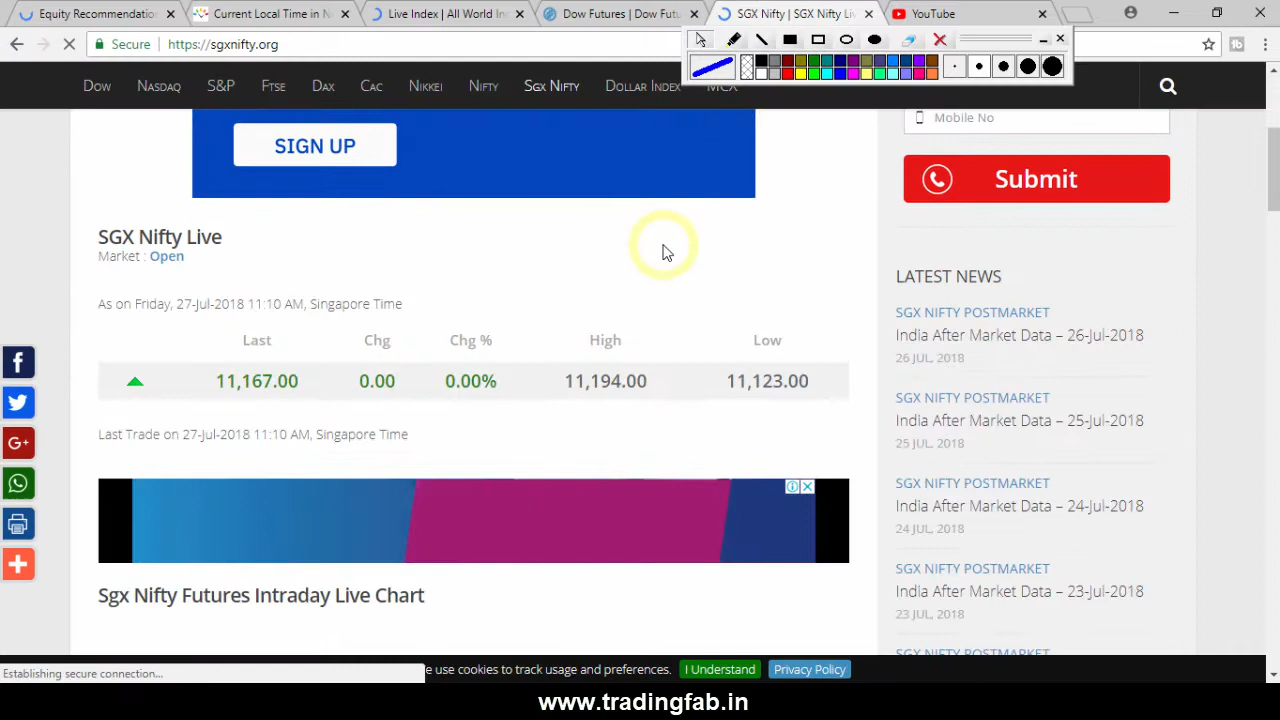 Equity Recommendation
Current Local Time in N
Live Index | All World In
Dow Futures | Dow Futu
SGX Nifty | SGX Nifty Liv
YouTube
Secure
https://sgxnifty.org
Dow
Nasdaq
S&P
Ftse
Dax
Cac
Nikkei
Nifty
Sgx Nifty
Dollar Index
MCX
SIGN UP
Mobile No
Submit
SGX Nifty Live
Market : Open
As on Friday, 27-Jul-2018 11:10 AM, Singapore Time
Last Chg Chg % High Low
11,167.00 0.00 0.00% 11,194.00 11,123.00
Last Trade on 27-Jul-2018 11:10 AM, Singapore Time
Sgx Nifty Futures Intraday Live Chart
LATEST NEWS
SGX NIFTY POSTMARKET
India After Market Data – 26-Jul-2018
26 JUL, 2018
SGX NIFTY POSTMARKET
India After Market Data – 25-Jul-2018
25 JUL, 2018
SGX NIFTY POSTMARKET
India After Market Data – 24-Jul-2018
24 JUL, 2018
SGX NIFTY POSTMARKET
India After Market Data – 23-Jul-2018
23 JUL, 2018
Establishing secure connection...
e use cookies to track usage and preferences.
I Understand
Privacy Policy
www.tradingfab.in